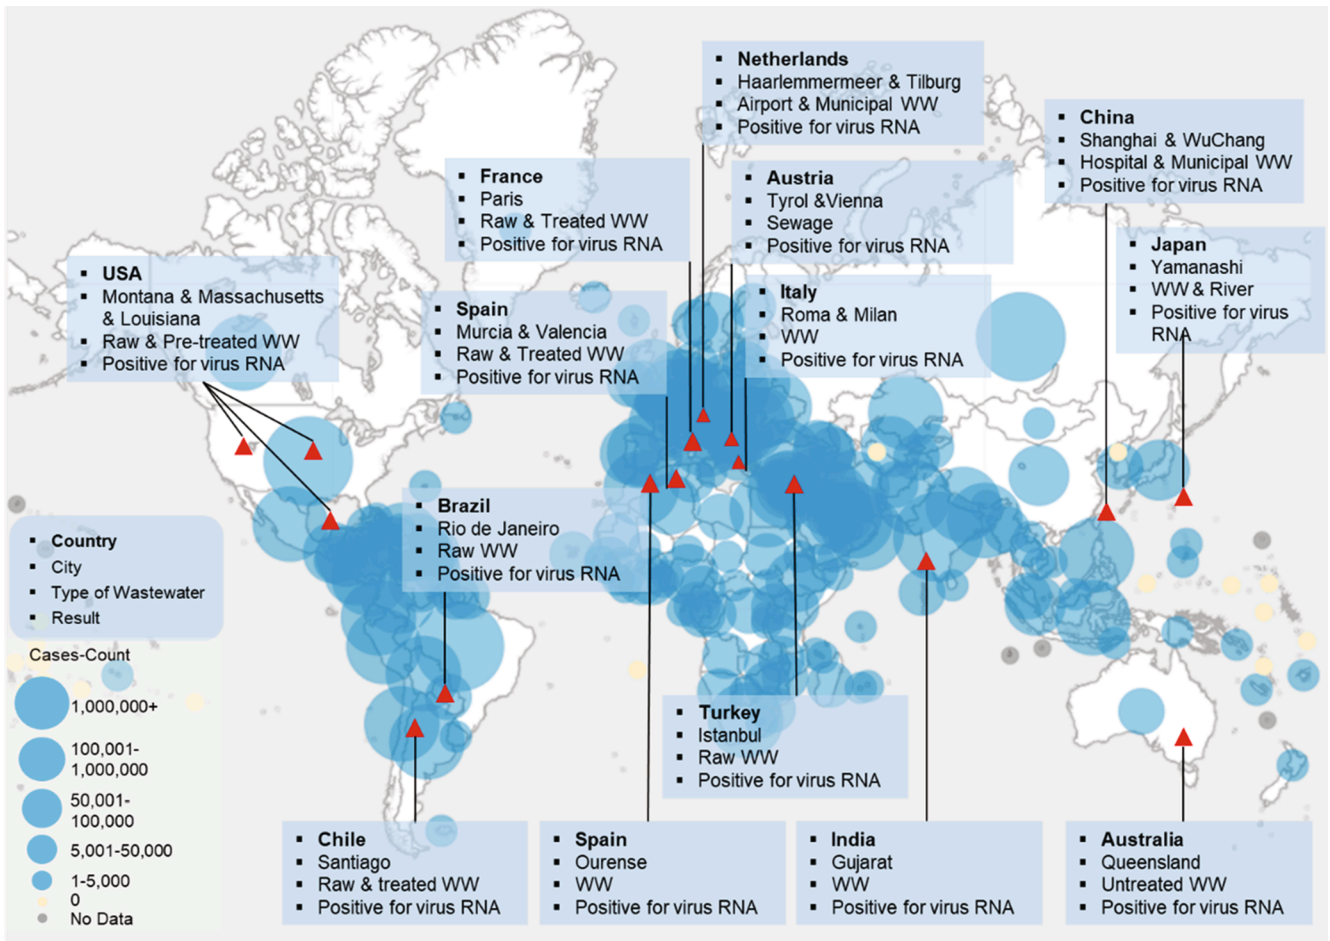 Netherlands
Haarlemmermeer & Tilburg
Airport & Municipal WW
Positive for virus RNA
China
Shanghai & WuChang
Hospital & Municipal WW
Positive for virus RNA
France
Paris
Raw & Treated WW
Positive for virus RNA
Austria
Tyrol &Vienna
Sewage
Positive for virus RNA
Japan
Yamanashi
WW & River
Positive for virus
RNA
USA
Montana & Massachusetts
& Louisiana
Raw & Pre-treated WW
Positive for virus RNA
Spain
Murcia & Valencia
Raw & Treated WW
Positive for virus RNA
Italy
Roma & Milan
WW
Positive for virus RNA
Brazil
Rio de Janeiro
Raw WW
Positive for virus RNA
Country
City
Type of Wastewater
Result
Cases-Count
1,000,000+
100,001-
1,000,000
50,001-
100,000
5,001-50,000
1-5,000
0
No Data
Turkey
Istanbul
Raw WW
Positive for virus RNA
Chile
Santiago
Raw & treated WW
Positive for virus RNA
Spain
Ourense
WW
Positive for virus RNA
India
Gujarat
WW
Positive for virus RNA
Australia
Queensland
Untreated WW
Positive for virus RNA